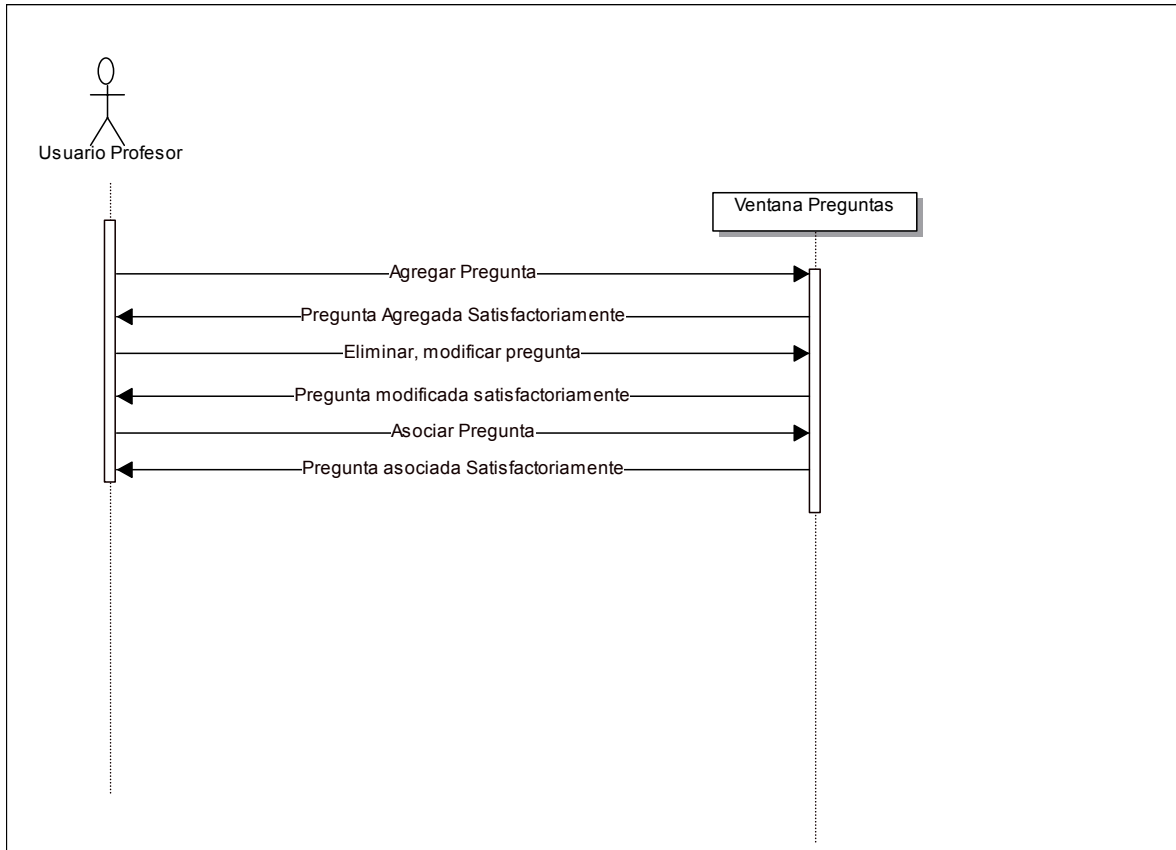 Usuario Profesor
Ventana Preguntas
Agregar Pregunta
Pregunta Agregada Satisfactoriamente
Eliminar, modificar pregunta
Pregunta modificada satisfactoriamente
Asociar Pregunta
Pregunta asociada Satisfactoriamente